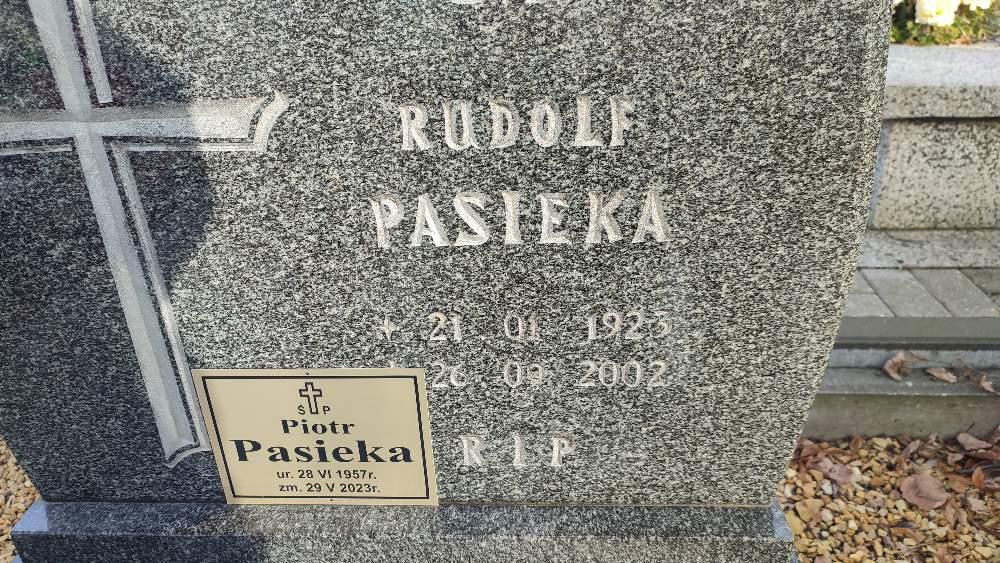 RUDOLF
PASIEKA
+ 21. 01 1923
26 09 2002
R I P
Ś P
Piotr
Pasieka
ur. 28 VI 1957r.
zm. 29 V 2023r.